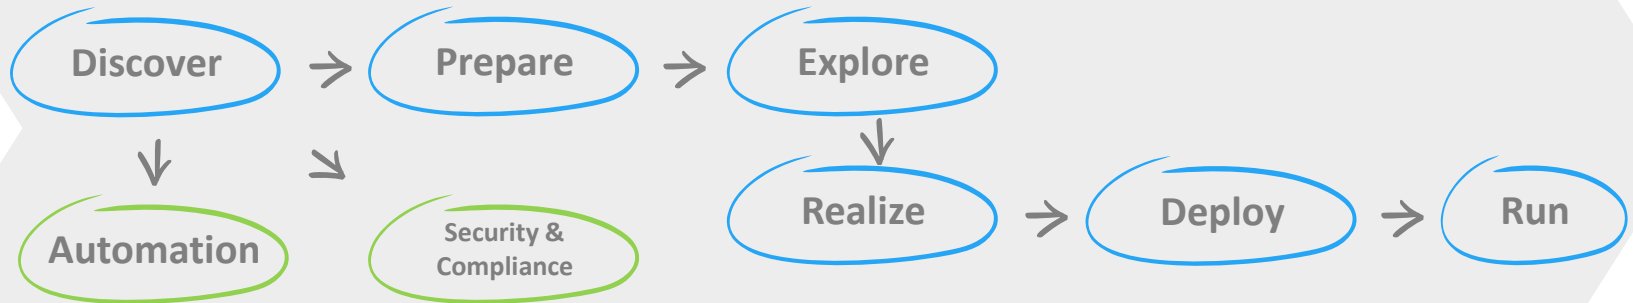 Discover
Prepare
Explore
Automation
Security &
Compliance
Realize
Deploy
Run